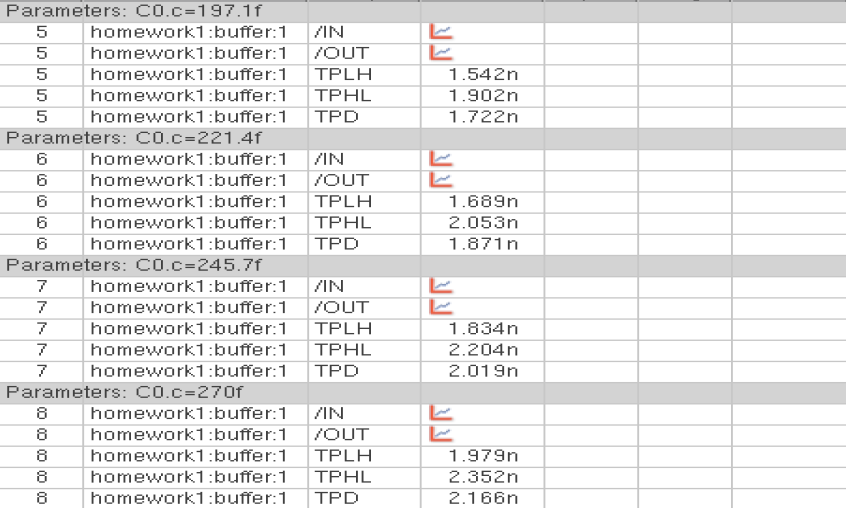 Parameters: C0.c=197.1f
5 homework1:buffer:1 /IN
5 homework1:buffer:1 /OUT
5 homework1:buffer:1 TPLH 1.542n
5 homework1:buffer:1 TPHL 1.902n
5 homework1:buffer:1 TPD 1.722n
Parameters: C0.c=221.4f
6 homework1:buffer:1 /IN
6 homework1:buffer:1 /OUT
6 homework1:buffer:1 TPLH 1.689n
6 homework1:buffer:1 TPHL 2.053n
6 homework1:buffer:1 TPD 1.871n
Parameters: C0.c=245.7f
7 homework1:buffer:1 /IN
7 homework1:buffer:1 /OUT
7 homework1:buffer:1 TPLH 1.834n
7 homework1:buffer:1 TPHL 2.204n
7 homework1:buffer:1 TPD 2.019n
Parameters: C0.c=270f
8 homework1:buffer:1 /IN
8 homework1:buffer:1 /OUT
8 homework1:buffer:1 TPLH 1.979n
8 homework1:buffer:1 TPHL 2.352n
8 homework1:buffer:1 TPD 2.166n